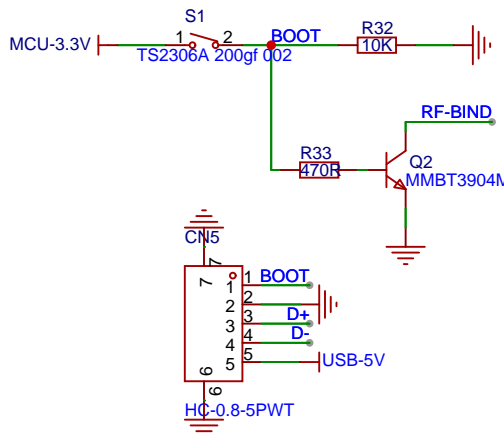 S1
MCU-3.3V
1 2
BOOT
TS2306A 200gf 002
R32
10K
RF-BIND
R33
470R
Q2
MMBT3904M
CN5
7
7
1
1
BOOT
2
2
3
3
D+
4
4
D-
5
5
USB-5V
6
6
HC-0.8-5PWT